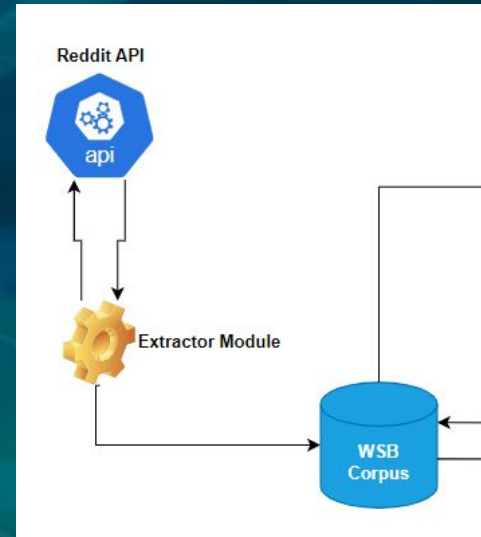 Reddit API
api
Extractor Module
WSB
Corpus